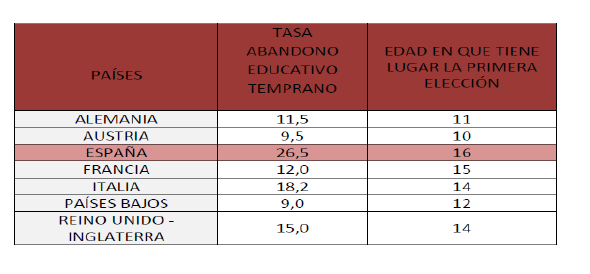 PAÍSES
TASA
ABANDONO
EDUCATIVO
TEMPRANO
EDAD EN QUE TIENE
LUGAR LA PRIMERA
ELECCIÓN
ALEMANIA 11,5 11
AUSTRIA 9,5 10
ESPAÑA 26,5 16
FRANCIA 12,0 15
ITALIA 18,2 14
PAÍSES BAJOS 9,0 12
REINO UNIDO -
INGLATERRA 15,0 14